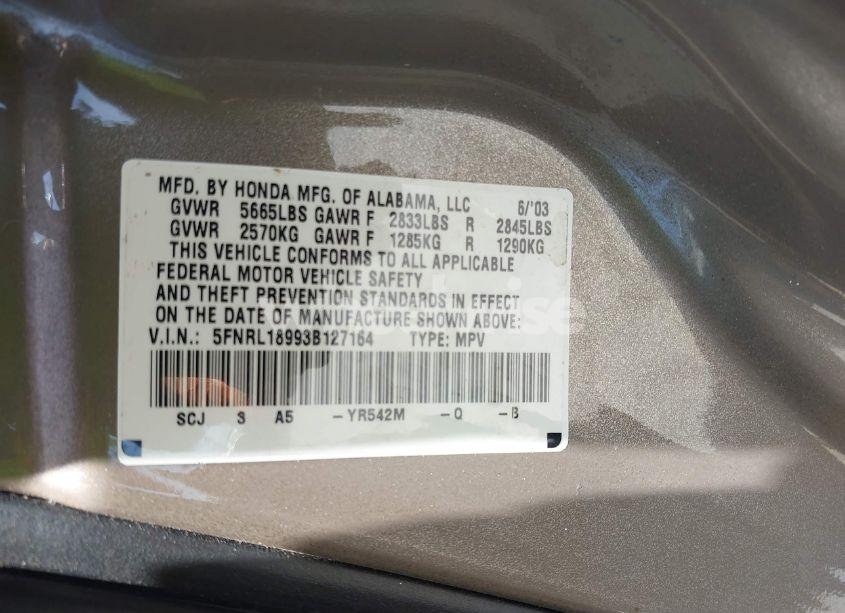 MFD. BY HONDA MFG. OF ALABAMA, LLC 6/'03
GVWR 5665LBS GAWR F 2833LBS R 2845LBS
GVWR 2570KG GAWR F 1285KG R 1290KG
THIS VEHICLE CONFORMS TO ALL APPLICABLE
FEDERAL MOTOR VEHICLE SAFETY
AND THEFT PREVENTION STANDARDS IN EFFECT
ON THE DATE OF MANUFACTURE SHOWN ABOVE:
V.I.N.: 5FNRL18993B127164 TYPE: MPV
SCJ 3 A5 -YR542M -Q -B